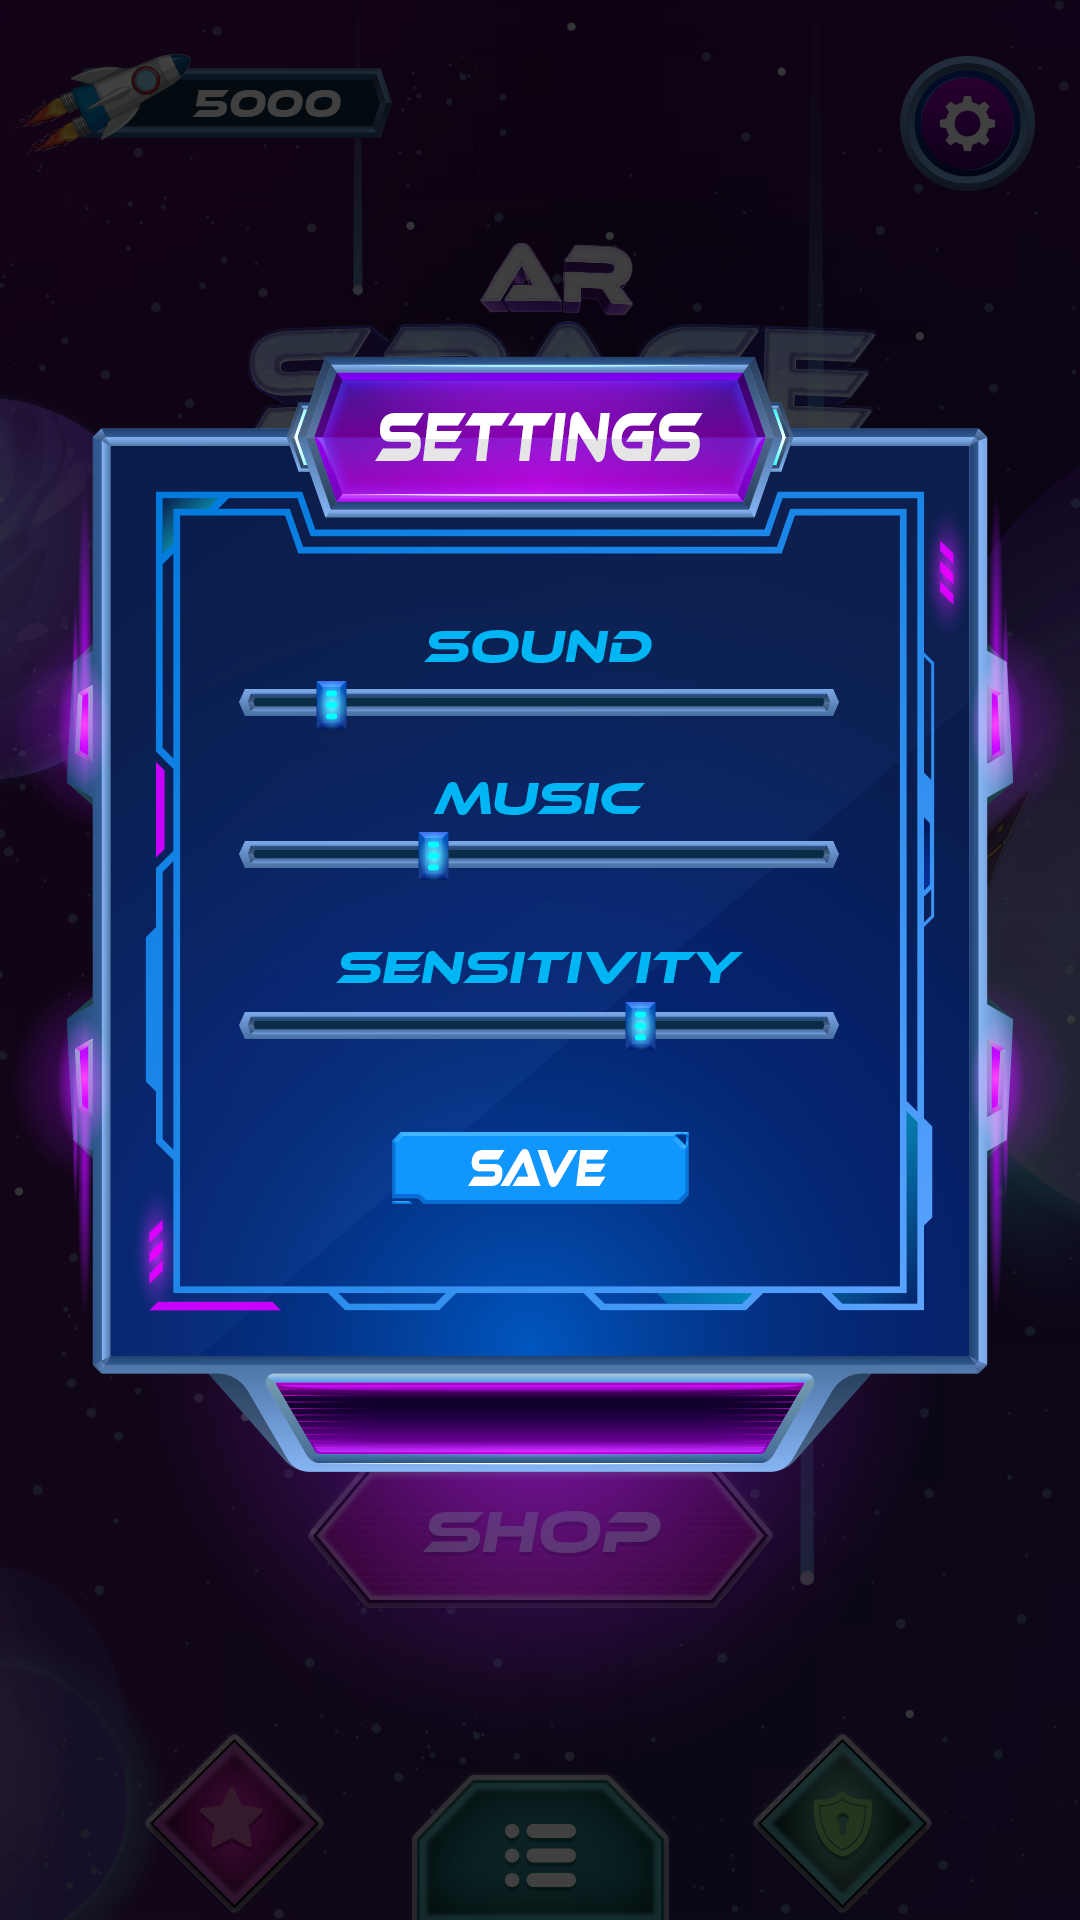 5000
AR
SPACE
SETTINGS
SOUND
MUSIC
SENSITIVITY
SAVE
SHOP